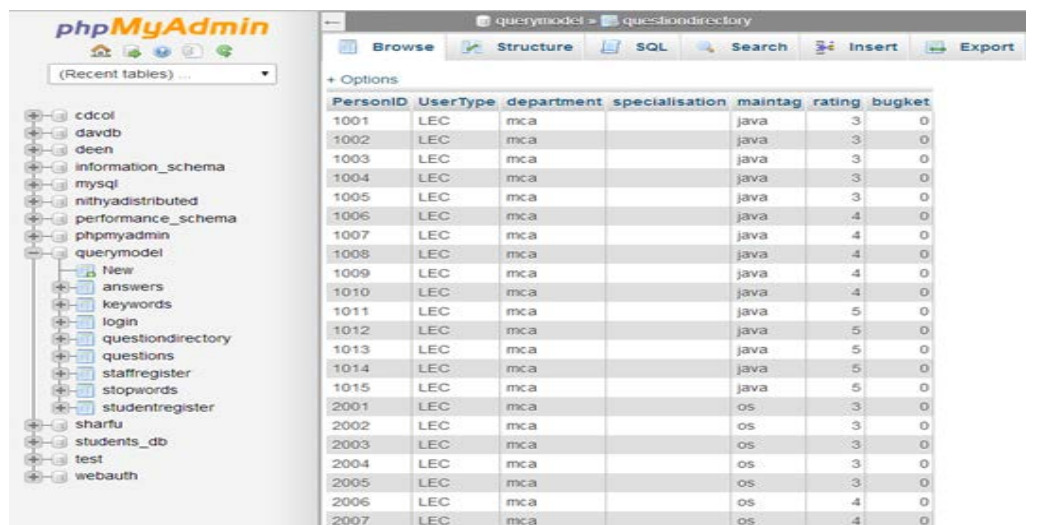 phpMyAdmin
(Recent tables) ...
cdcol
davdb
deen
information_schema
mysql
nithyadistributed
performance_schema
phpmyadmin
querymodel
New
answers
keywords
login
questiondirectory
questions
staffregister
stopwords
studentregister
sharfu
students_db
test
webauth
querymodel » questiondirectory
Browse Structure SQL Search Insert Export
+ Options
PersonID UserType department specialisation maintag rating bugket
1001 LEC mca java 3 0
1002 LEC mca java 3 0
1003 LEC mca java 3 0
1004 LEC mca java 3 0
1005 LEC mca java 3 0
1006 LEC mca java 4 0
1007 LEC mca java 4 0
1008 LEC mca java 4 0
1009 LEC mca java 4 0
1010 LEC mca java 4 0
1011 LEC mca java 5 0
1012 LEC mca java 5 0
1013 LEC mca java 5 0
1014 LEC mca java 5 0
1015 LEC mca java 5 0
2001 LEC mca os 3 0
2002 LEC mca os 3 0
2003 LEC mca os 3 0
2004 LEC mca os 3 0
2005 LEC mca os 3 0
2006 LEC mca os 4 0
2007 LEC mca os 4 0